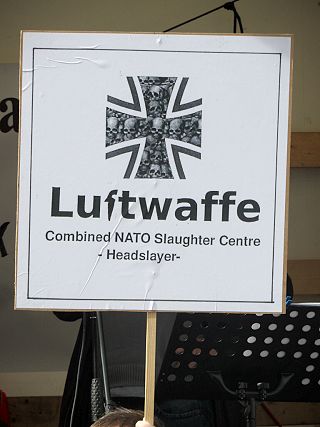 Luftwaffe
Combined NATO Slaughter Centre
- Headslayer-